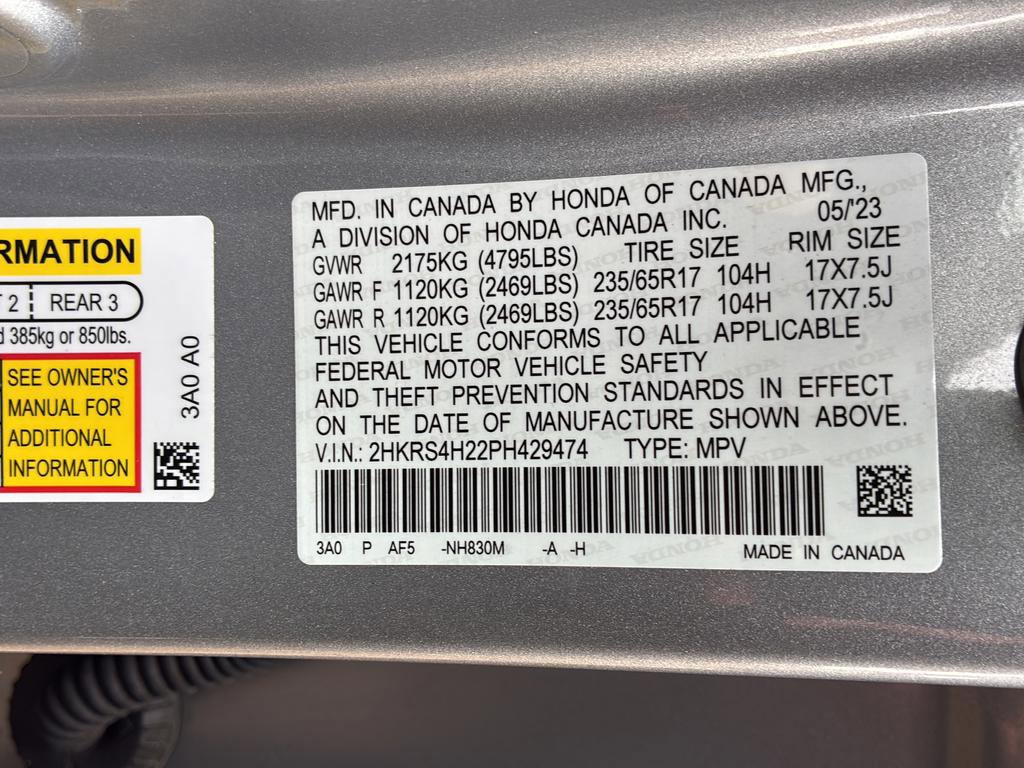 RMATION
T 2 REAR 3
d 385kg or 850lbs.
SEE OWNER'S
MANUAL FOR
ADDITIONAL
INFORMATION
3A0 A0
MFD. IN CANADA BY HONDA OF CANADA MFG.,
A DIVISION OF HONDA CANADA INC. 05/'23
GVWR 2175KG (4795LBS) TIRE SIZE RIM SIZE
GAWR F 1120KG (2469LBS) 235/65R17 104H 17X7.5J
GAWR R 1120KG (2469LBS) 235/65R17 104H 17X7.5J
THIS VEHICLE CONFORMS TO ALL APPLICABLE
FEDERAL MOTOR VEHICLE SAFETY
AND THEFT PREVENTION STANDARDS IN EFFECT
ON THE DATE OF MANUFACTURE SHOWN ABOVE.
V.I.N.: 2HKRS4H22PH429474 TYPE: MPV
3A0 P AF5 -NH830M -A -H MADE IN CANADA